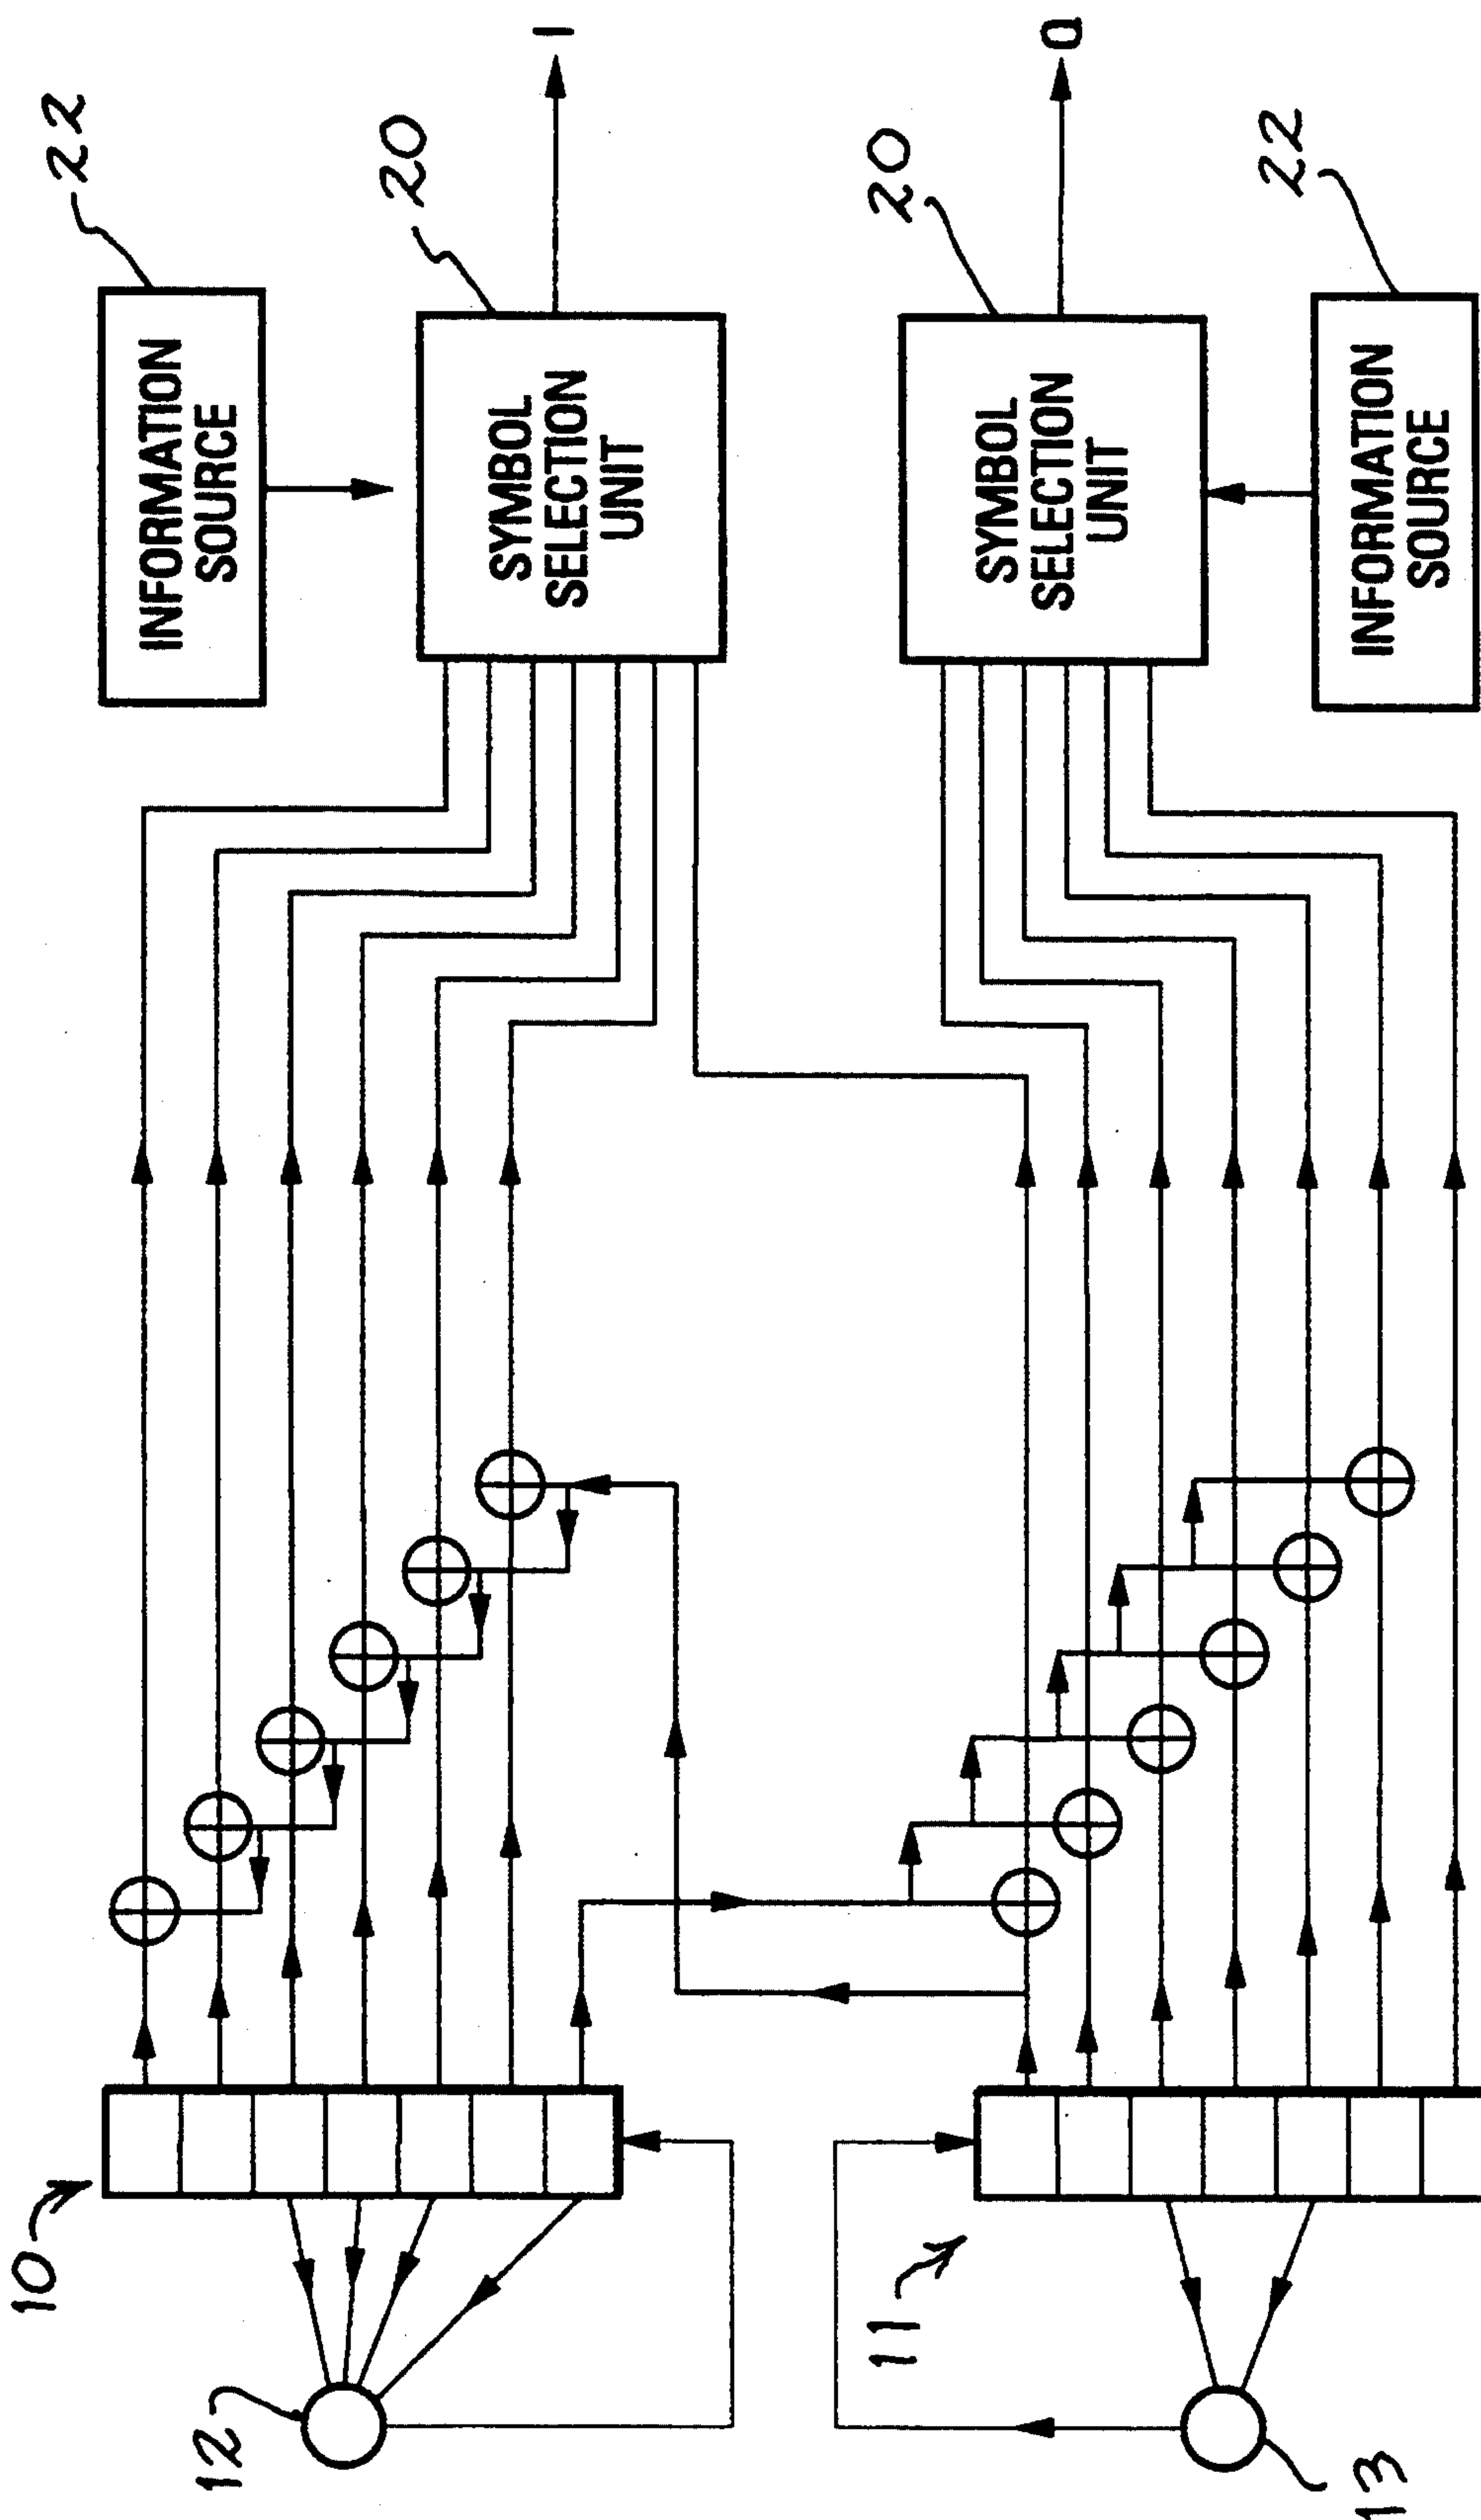 10
12
INFORMATION
SOURCE
22
SYMBOL
SELECTION
UNIT
20
I
11
13
SYMBOL
SELECTION
UNIT
20
Q
INFORMATION
SOURCE
22